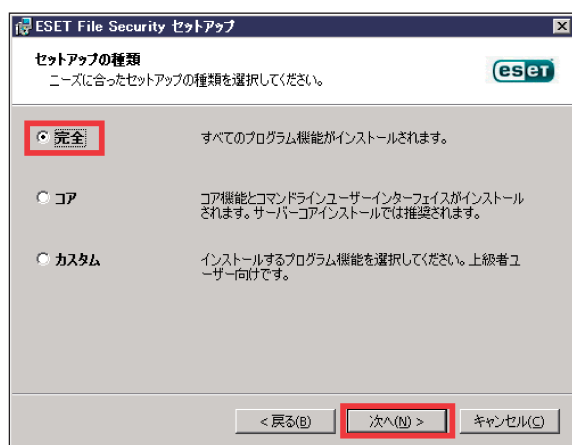 ESET File Security セットアップ
セットアップの種類
ニーズに合ったセットアップの種類を選択してください。
eseT
完全
すべてのプログラム機能がインストールされます。
コア
コア機能とコマンドラインユーザーインターフェイスがインストール
されます。サーバーコアインストールでは推奨されます。
カスタム
インストールするプログラム機能を選択してください。上級者ユ
ーザー向けです。
< 戻る(B)
次へ(N) >
キャンセル(C)